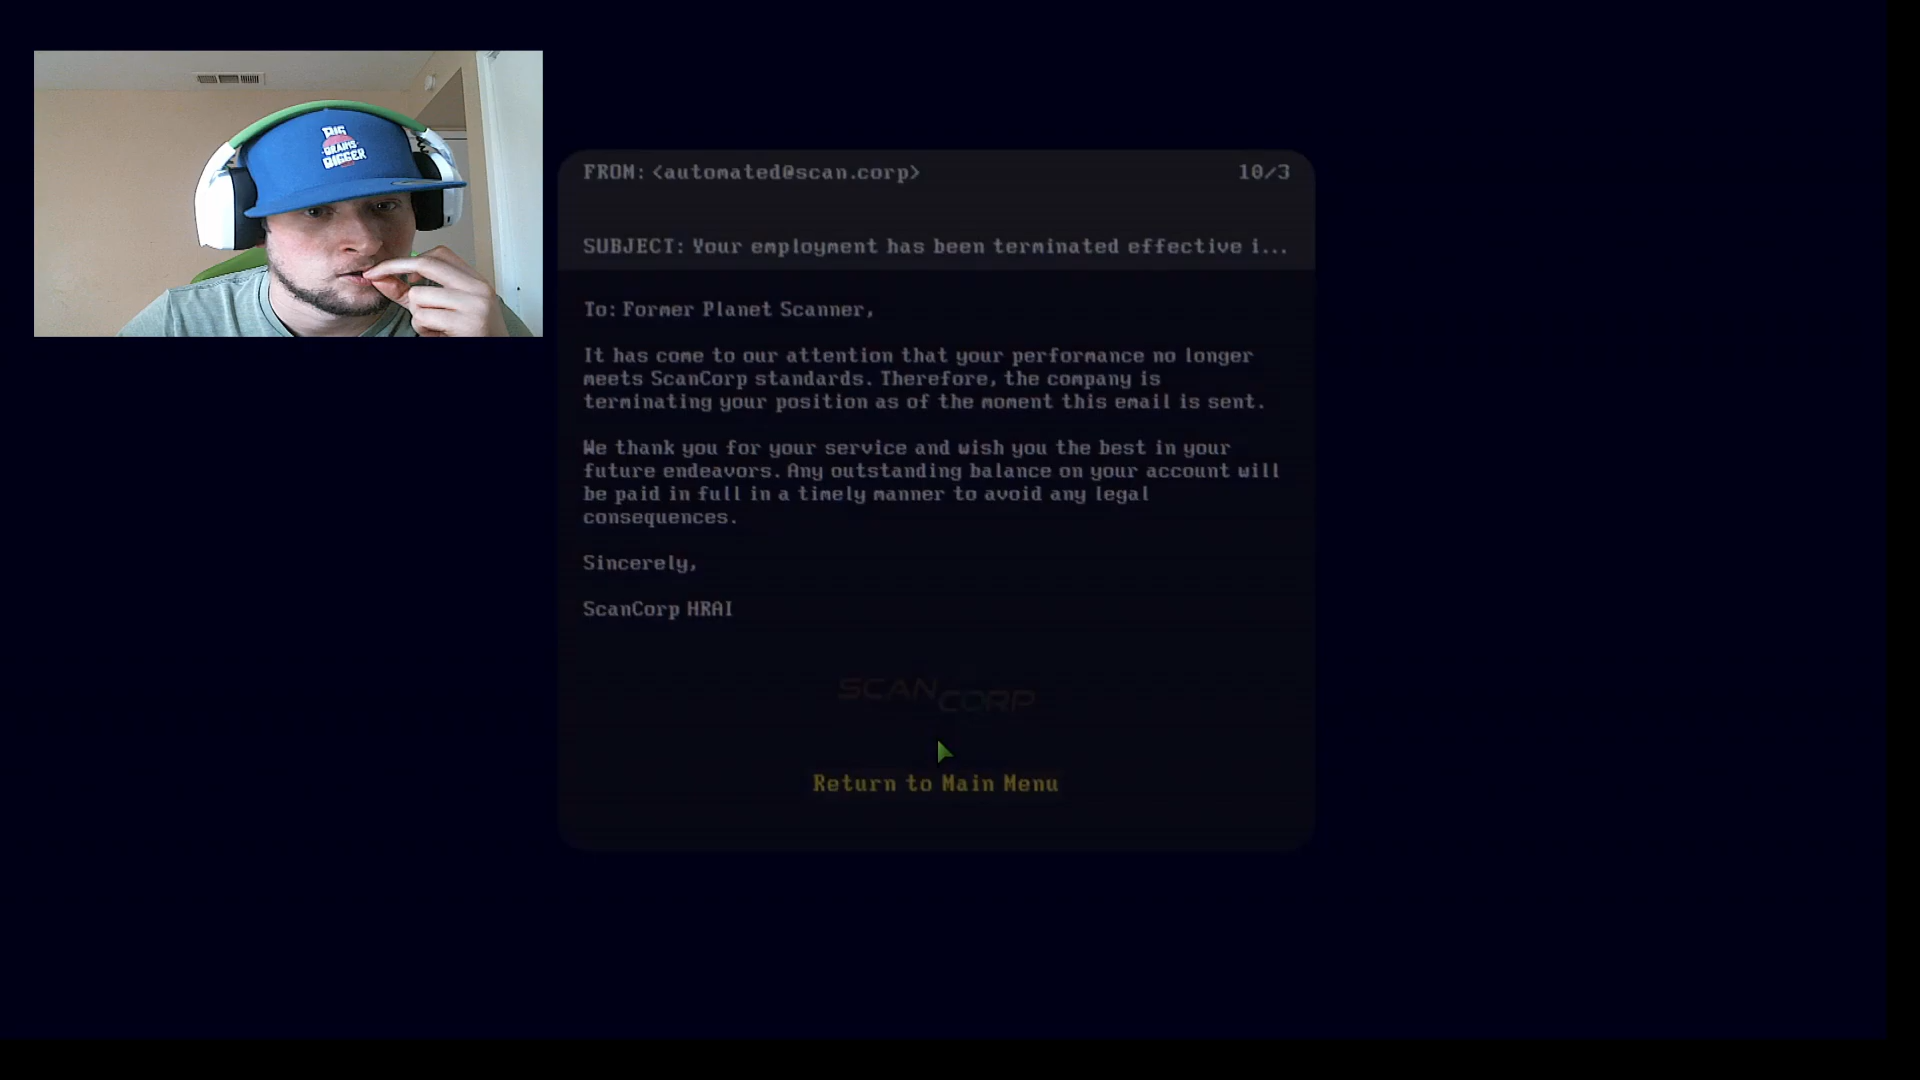 BIG
BRAINS
BIGGER
FROM: <automated@scan.corp> 10/3
SUBJECT: Your employment has been terminated effective i...
To: Former Planet Scanner,
It has come to our attention that your performance no longer
meets ScanCorp standards. Therefore, the company is
terminating your position as of the moment this email is sent.
We thank you for your service and wish you the best in your
future endeavors. Any outstanding balance on your account will
be paid in full in a timely manner to avoid any legal
consequences.
Sincerely,
ScanCorp HRAI
SCANCORP
Return to Main Menu